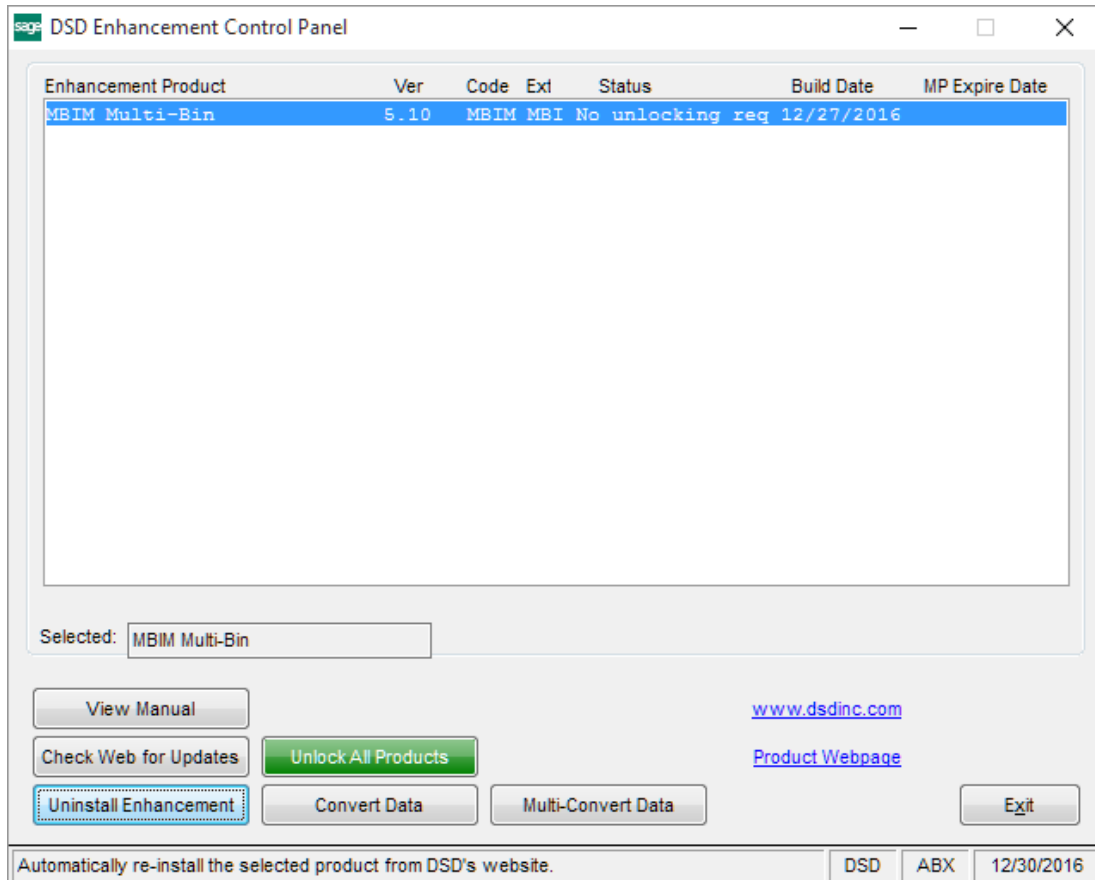 sage DSD Enhancement Control Panel
Enhancement Product Ver Code Ext Status Build Date MP Expire Date
MBIM Multi-Bin 5.10 MBIM MBI No unlocking req 12/27/2016
Selected: MBIM Multi-Bin
View Manual www.dsdinc.com
Check Web for Updates Unlock All Products Product Webpage
Uninstall Enhancement Convert Data Multi-Convert Data Exit
Automatically re-install the selected product from DSD's website. DSD ABX 12/30/2016